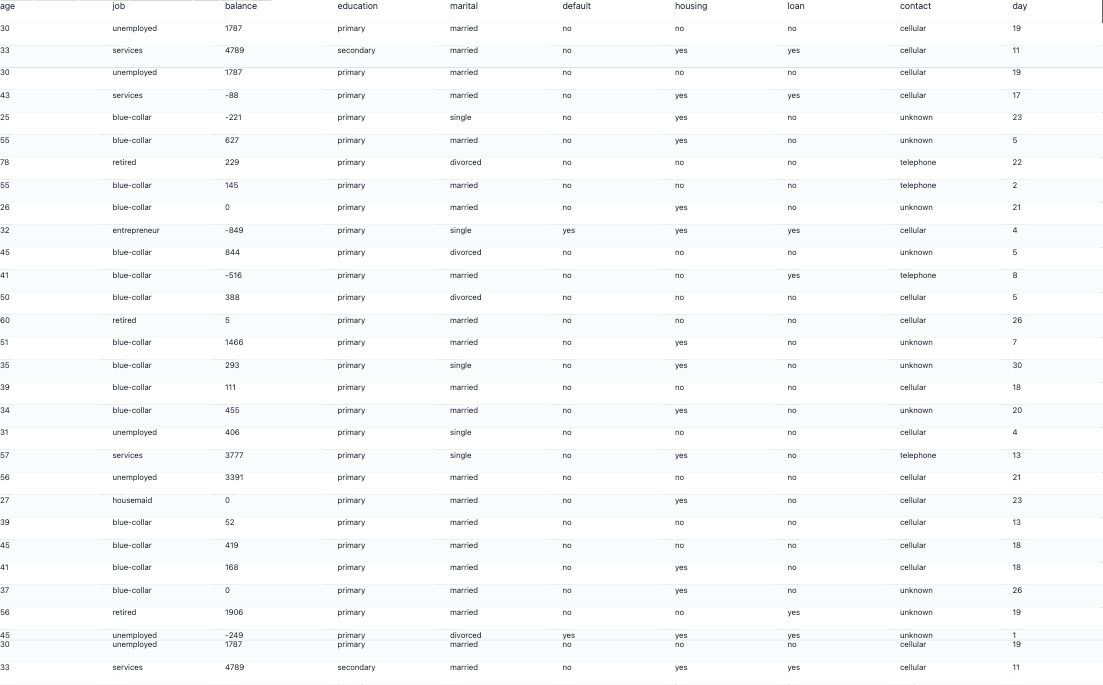 age job balance education marital default housing loan contact day
30 unemployed 1787 primary married no no no cellular 19
33 services 4789 secondary married no yes yes cellular 11
30 unemployed 1787 primary married no no no cellular 19
43 services -88 primary married no yes yes cellular 17
25 blue-collar -221 primary single no yes no unknown 23
55 blue-collar 627 primary married no yes no unknown 5
78 retired 229 primary divorced no no no telephone 22
55 blue-collar 145 primary married no no no telephone 2
26 blue-collar 0 primary married no yes no unknown 21
32 entrepreneur -849 primary single yes yes yes cellular 4
45 blue-collar 844 primary divorced no no no unknown 5
41 blue-collar -516 primary married no no yes telephone 8
50 blue-collar 388 primary divorced no no no cellular 5
60 retired 5 primary married no no no cellular 26
51 blue-collar 1466 primary married no yes no unknown 7
35 blue-collar 293 primary single no yes no unknown 30
39 blue-collar 111 primary married no no no cellular 18
34 blue-collar 455 primary married no yes no unknown 20
31 unemployed 406 primary single no no no cellular 4
57 services 3777 primary single no yes no telephone 13
56 unemployed 3391 primary married no no no cellular 21
27 housemaid 0 primary married no yes no cellular 23
39 blue-collar 52 primary married no no no cellular 13
45 blue-collar 419 primary married no no no cellular 18
41 blue-collar 168 primary married no yes no cellular 18
37 blue-collar 0 primary married no yes no unknown 26
56 retired 1906 primary married no no yes unknown 19
45 unemployed -249 primary divorced yes yes yes unknown 1
30 unemployed 1787 primary married no no no cellular 19
33 services 4789 secondary married no yes yes cellular 11